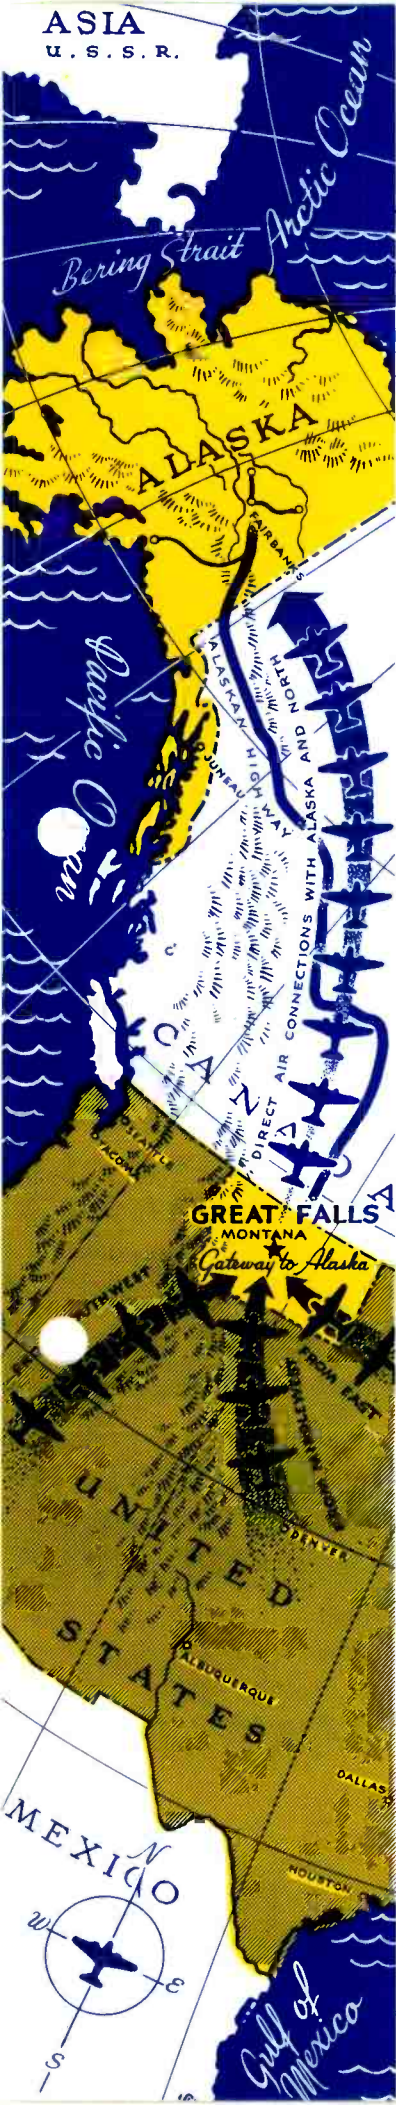 ASIA
U.S.S.R.
Arctic Ocean
Bering Strait
ALASKA
FAIRBANKS
Pacific Ocean
JUNEAU
ALASKAN HIGHWAY
DIRECT AIR CONNECTIONS WITH ALASKA AND NORTH
CANADA
SEATTLE
TACOMA
GREAT FALLS
MONTANA
Gateway to Alaska
FROM EAST
DENVER
UNITED
STATES
ALBUQUERQUE
DALLAS
HOUSTON
MEXICO
N
W
E
S
Gulf of
Mexico